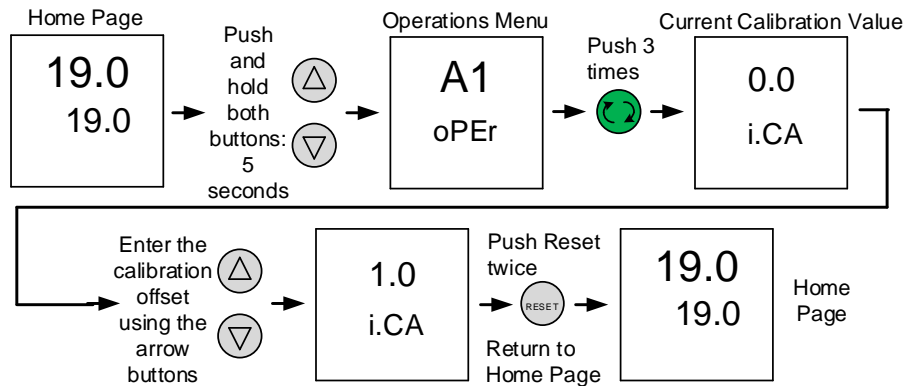 Home Page
19.0
19.0
Push
and
hold
both
buttons:
5
seconds
Operations Menu
A1
oPEr
Push 3
times
Current Calibration Value
0.0
i.CA
Enter the
calibration
offset
using the
arrow
buttons
1.0
i.CA
Push Reset
twice
RESET
Return to
Home Page
19.0
19.0
Home
Page